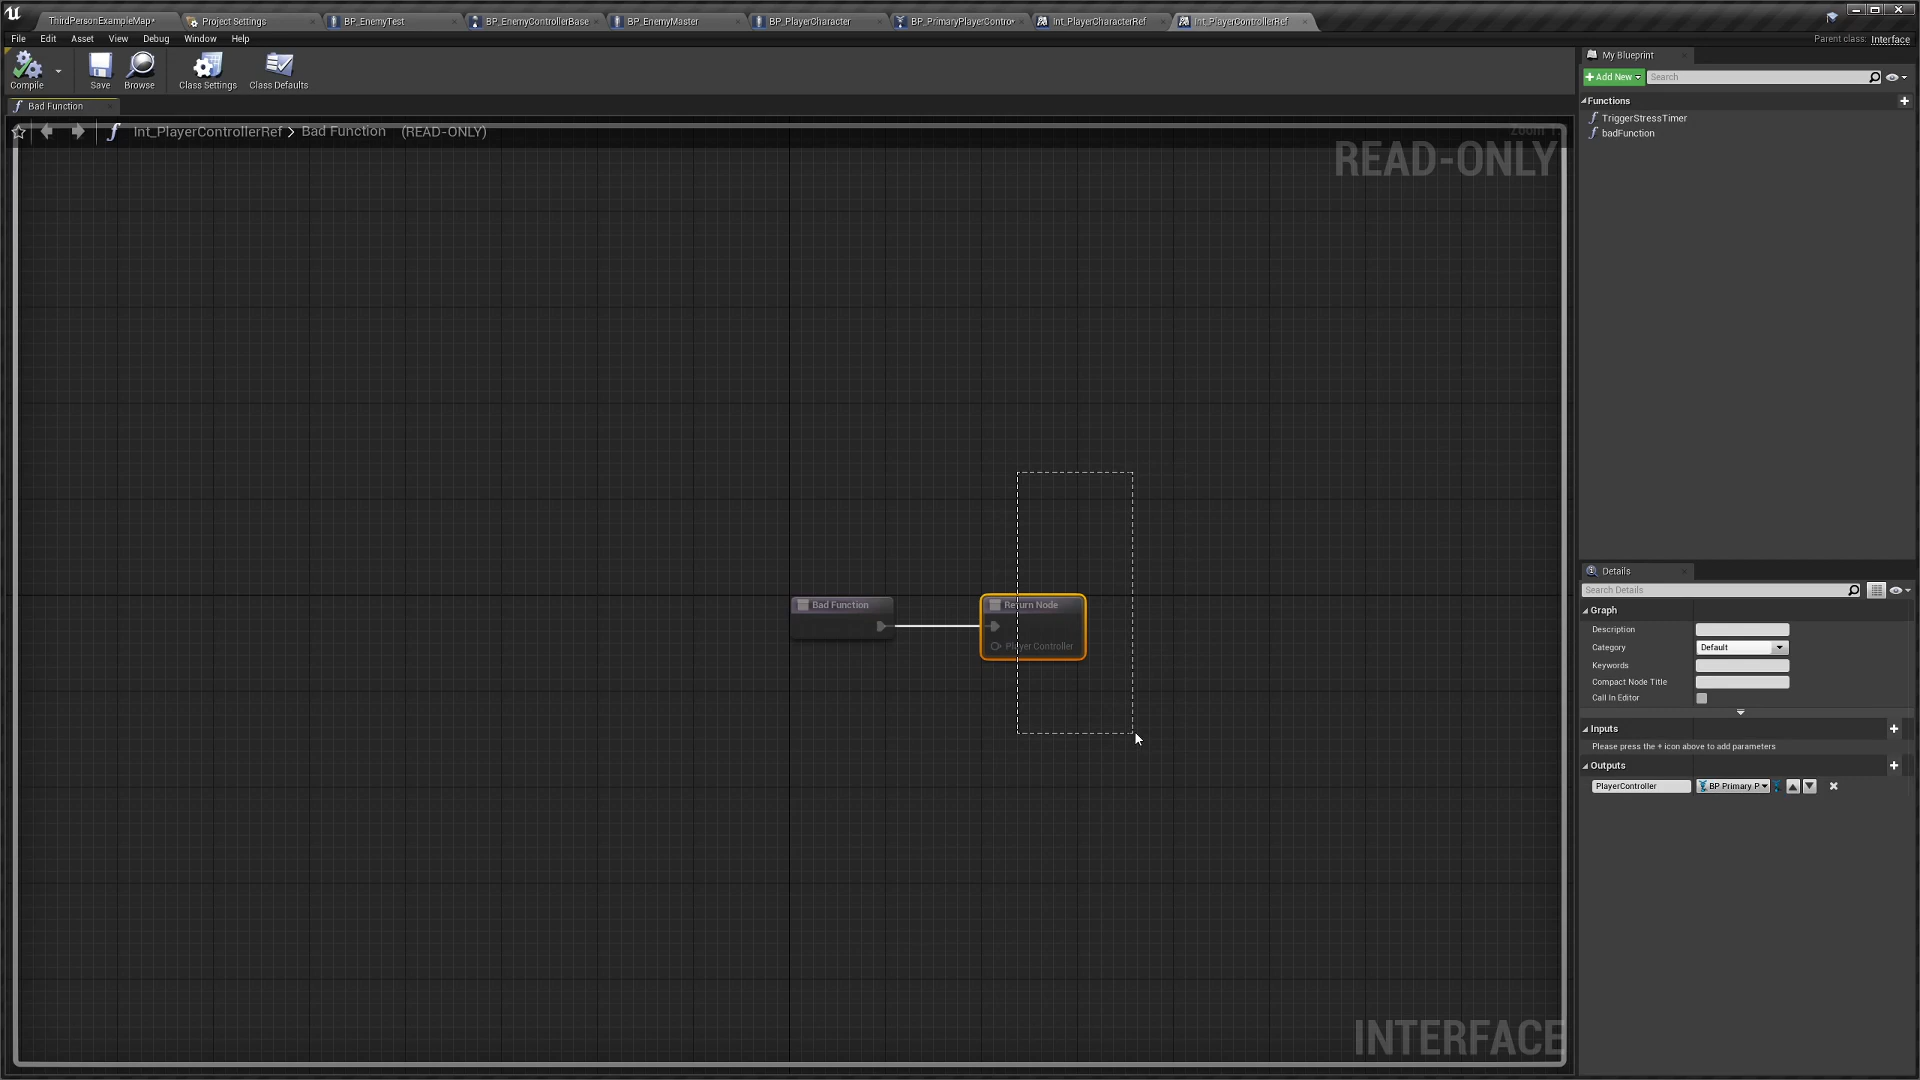 ThirdPersonExampleMap*
Project Settings
BP_EnemyTest
BP_EnemyControllerBase
BP_EnemyMaster
BP_PlayerCharacter
BP_PrimaryPlayerContro*
Int_PlayerCharacterRef
Int_PlayerControllerRef
File Edit Asset View Debug Window Help
Parent class: Interface
Compile
Save
Browse
Class Settings
Class Defaults
Bad Function
Int_PlayerControllerRef > Bad Function (READ-ONLY)
READ-ONLY
Bad Function
Return Node
Player Controller
INTERFACE
My Blueprint
Add New
Search
Functions
TriggerStressTimer
badFunction
Details
Search Details
Graph
Description
Category
Default
Keywords
Compact Node Title
Call In Editor
Inputs
Please press the + icon above to add parameters
Outputs
PlayerController
BP Primary P